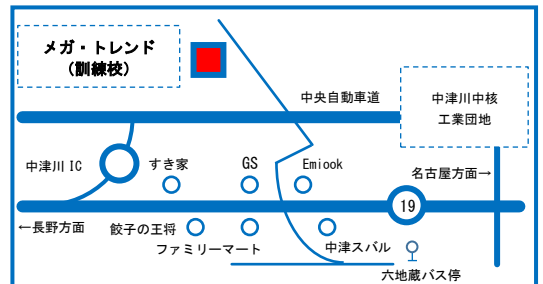 メガ・トレンド
(訓練校)
中央自動車道
中津川中核
工業団地
中津川 IC
すき家
GS
Emiook
名古屋方面→
19
←長野方面
餃子の王将
ファミリーマート
中津スバル
六地蔵バス停